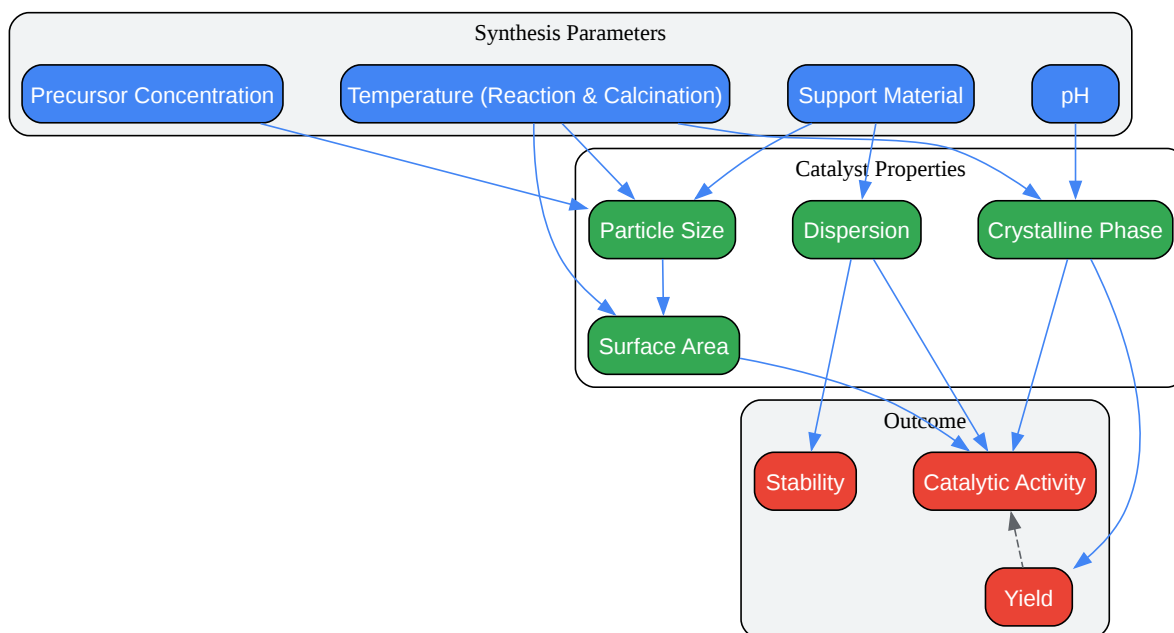 Synthesis Parameters
Precursor Concentration
Temperature (Reaction & Calcination)
Support Material
pH
Catalyst Properties
Particle Size
Dispersion
Crystalline Phase
Surface Area
Outcome
Stability
Catalytic Activity
Yield